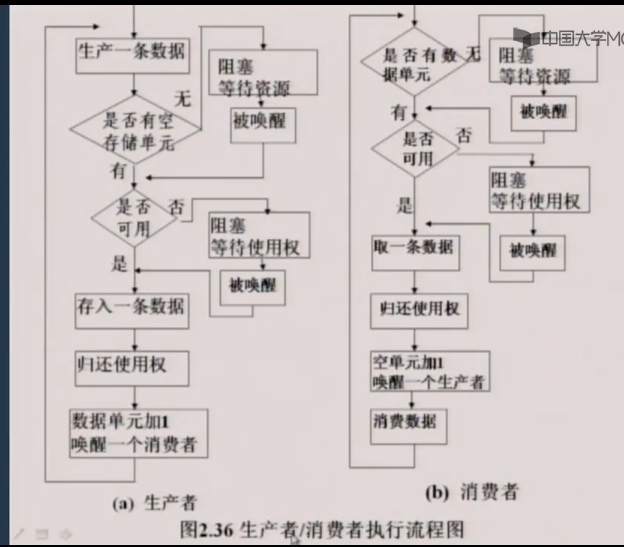 中国大学MO
生产一条数据
无
阻塞
等待资源
是否有空
存储单元
被唤醒
有
是否
可用
否
阻塞
等待使用权
是
被唤醒
存入一条数据
归还使用权
数据单元加1
唤醒一个消费者
(a) 生产者
是否有数
据单元
无
阻塞
等待资源
被唤醒
有
是否
可用
否
阻塞
等待使用权
是
取一条数据
被唤醒
归还使用权
空单元加1
唤醒一个生产者
消费数据
(b) 消费者
图2.36 生产者/消费者执行流程图